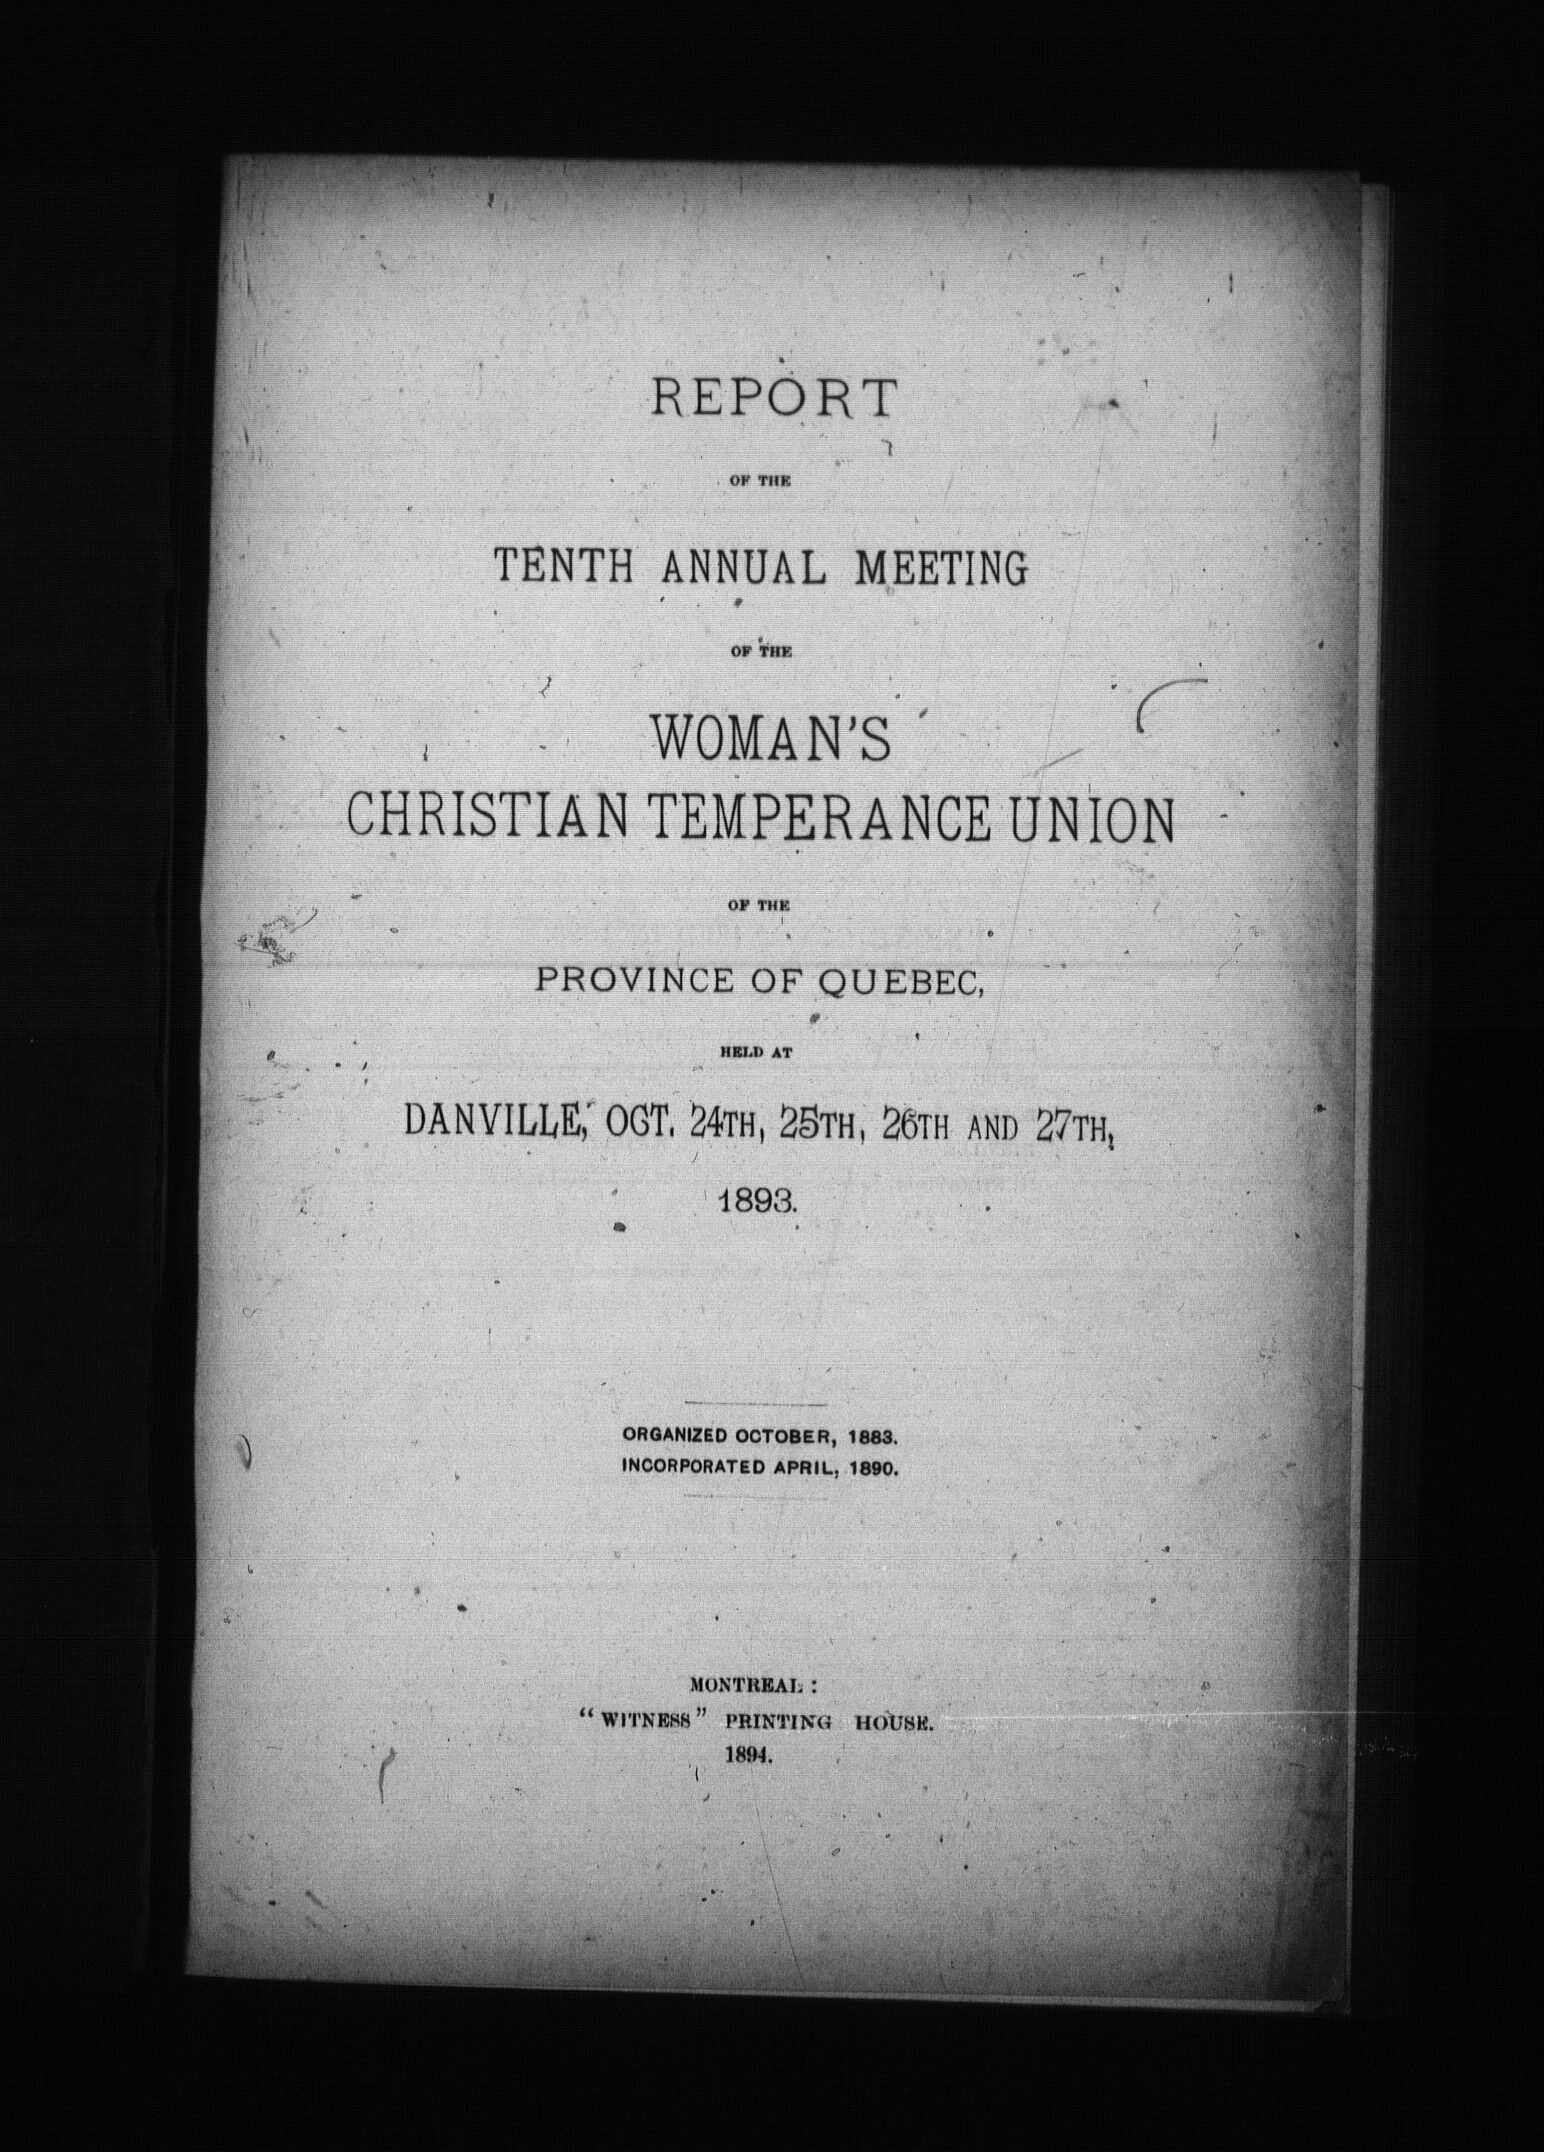 REPORT
OF THE
TENTH ANNUAL MEETING
OF THE
WOMAN'S
CHRISTIAN TEMPERANCE UNION
OF THE
PROVINCE OF QUEBEC,
HELD AT
DANVILLE, OCT. 24TH, 25TH, 26TH AND 27TH,
1893.
ORGANIZED OCTOBER, 1883.
INCORPORATED APRIL, 1890.
MONTREAL:
"WITNESS" PRINTING HOUSE.
1894.